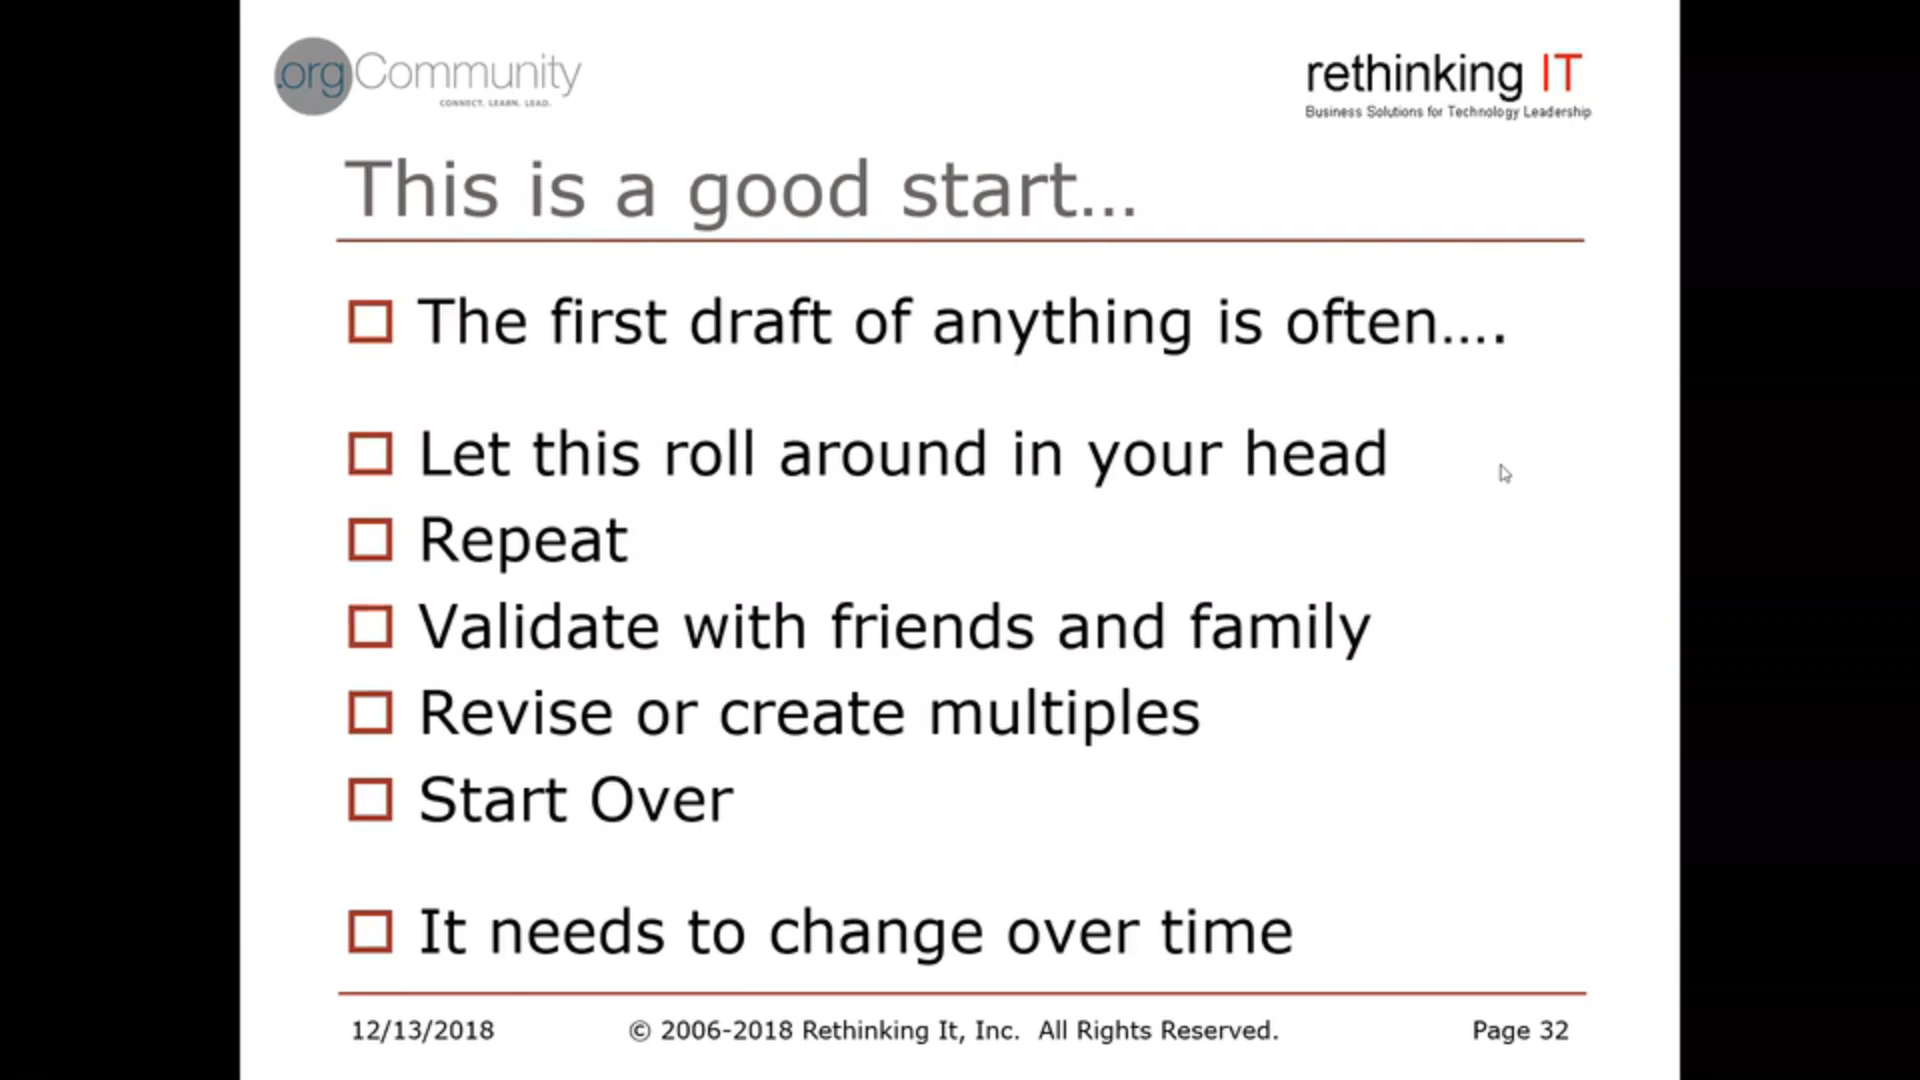 .orgCommunity
CONNECT. LEARN. LEAD.
rethinking IT
Business Solutions for Technology Leadership
This is a good start...
The first draft of anything is often....
Let this roll around in your head
Repeat
Validate with friends and family
Revise or create multiples
Start Over
It needs to change over time
12/13/2018
© 2006-2018 Rethinking It, Inc.  All Rights Reserved.
Page 32